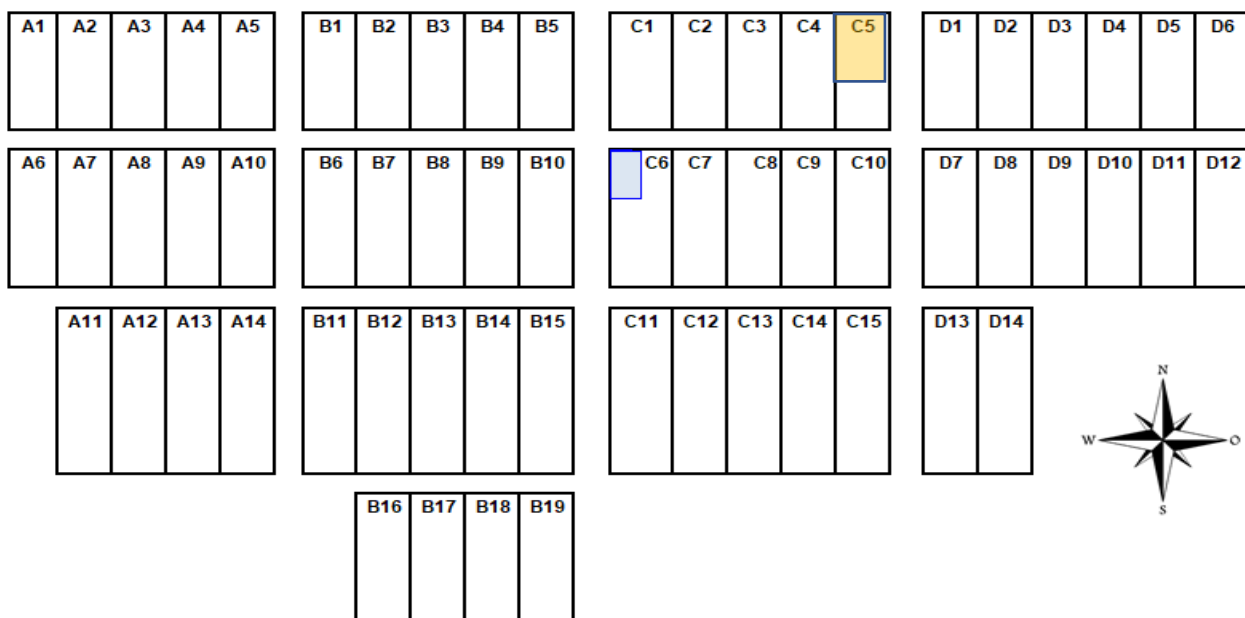 A1 A2 A3 A4 A5 B1 B2 B3 B4 B5 C1 C2 C3 C4 C5 D1 D2 D3 D4 D5 D6
A6 A7 A8 A9 A10 B6 B7 B8 B9 B10 C6 C7 C8 C9 C10 D7 D8 D9 D10 D11 D12
A11 A12 A13 A14 B11 B12 B13 B14 B15 C11 C12 C13 C14 C15 D13 D14
N
W O
S
B16 B17 B18 B19